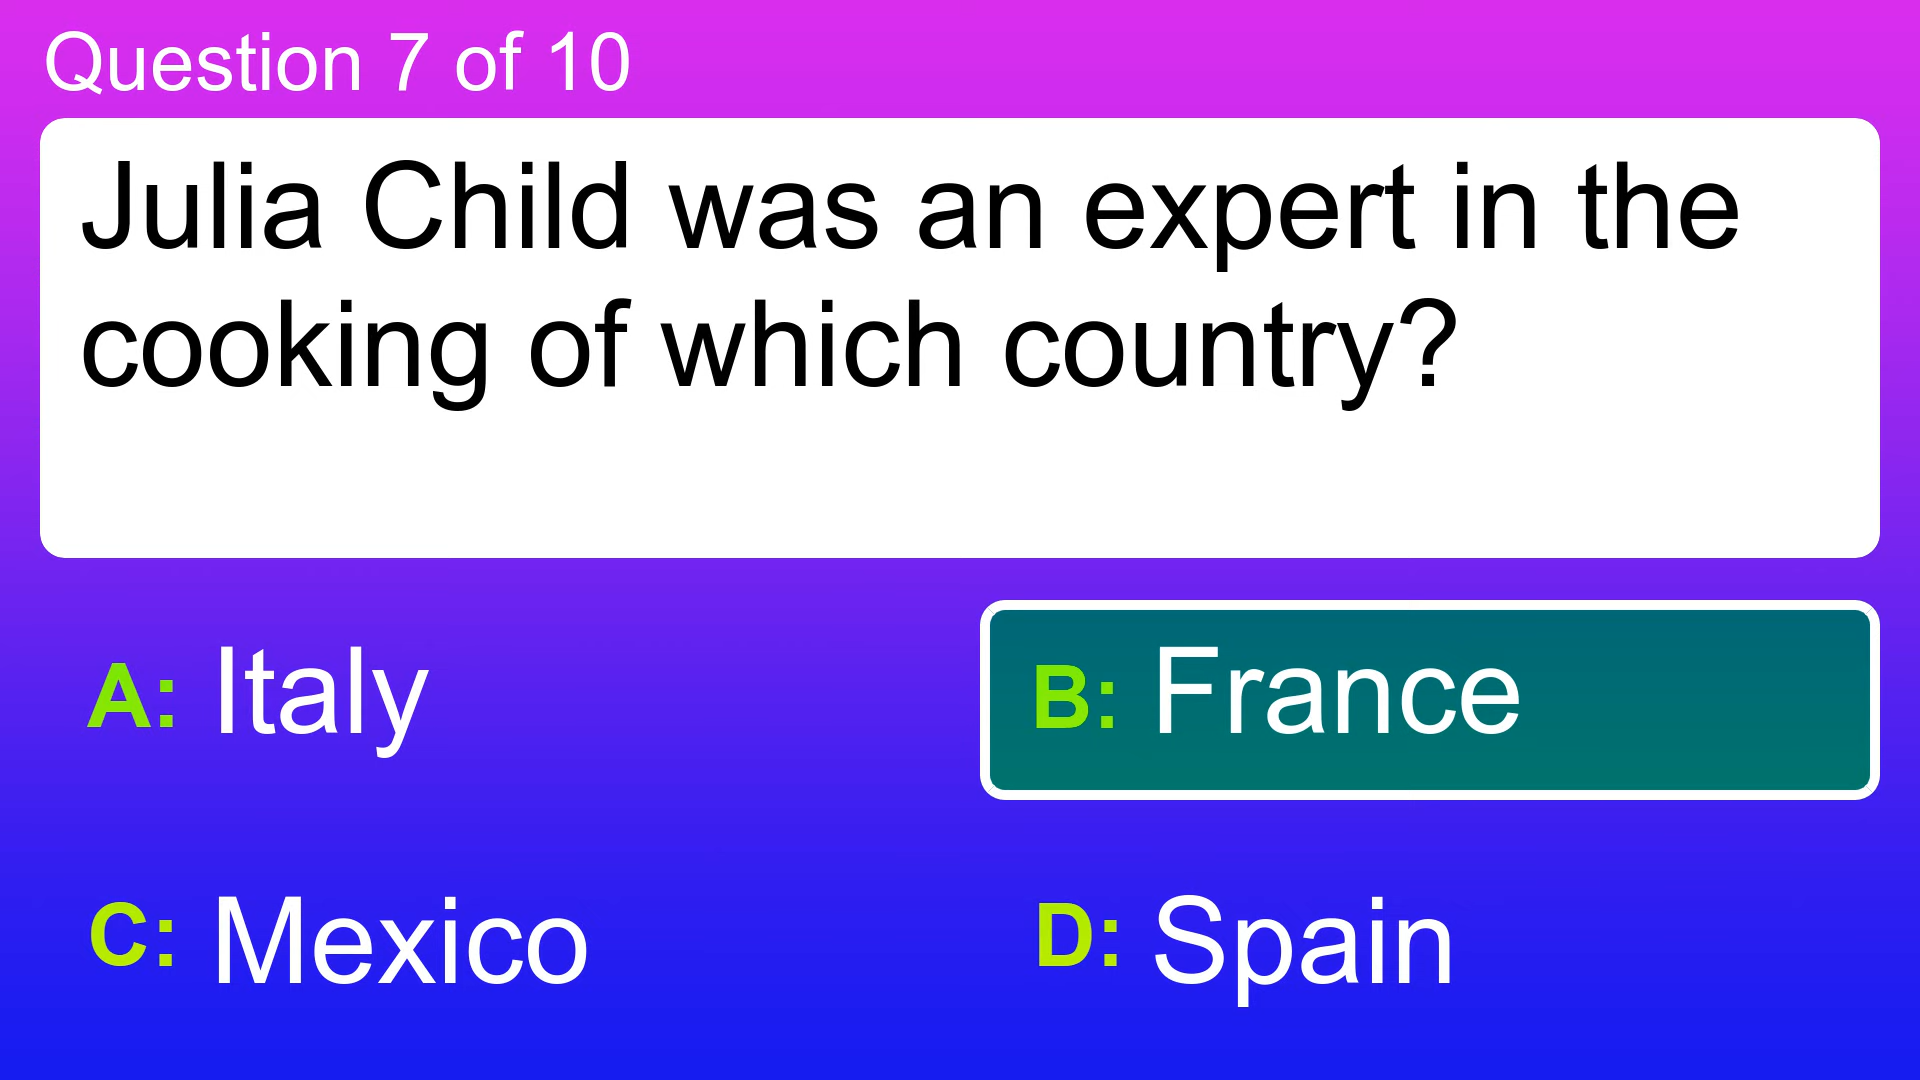 Question 7 of 10
Julia Child was an expert in the
cooking of which country?
A: Italy
B: France
C: Mexico
D: Spain